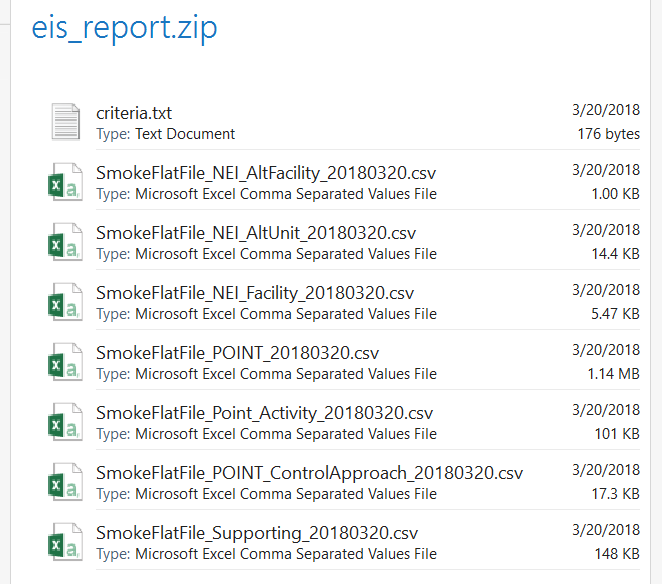 eis_report.zip
criteria.txt 3/20/2018
Type: Text Document 176 bytes
SmokeFlatFile_NEI_AltFacility_20180320.csv 3/20/2018
Type: Microsoft Excel Comma Separated Values File 1.00 KB
SmokeFlatFile_NEI_AltUnit_20180320.csv 3/20/2018
Type: Microsoft Excel Comma Separated Values File 14.4 KB
SmokeFlatFile_NEI_Facility_20180320.csv 3/20/2018
Type: Microsoft Excel Comma Separated Values File 5.47 KB
SmokeFlatFile_POINT_20180320.csv 3/20/2018
Type: Microsoft Excel Comma Separated Values File 1.14 MB
SmokeFlatFile_Point_Activity_20180320.csv 3/20/2018
Type: Microsoft Excel Comma Separated Values File 101 KB
SmokeFlatFile_POINT_ControlApproach_20180320.csv 3/20/2018
Type: Microsoft Excel Comma Separated Values File 17.3 KB
SmokeFlatFile_Supporting_20180320.csv 3/20/2018
Type: Microsoft Excel Comma Separated Values File 148 KB